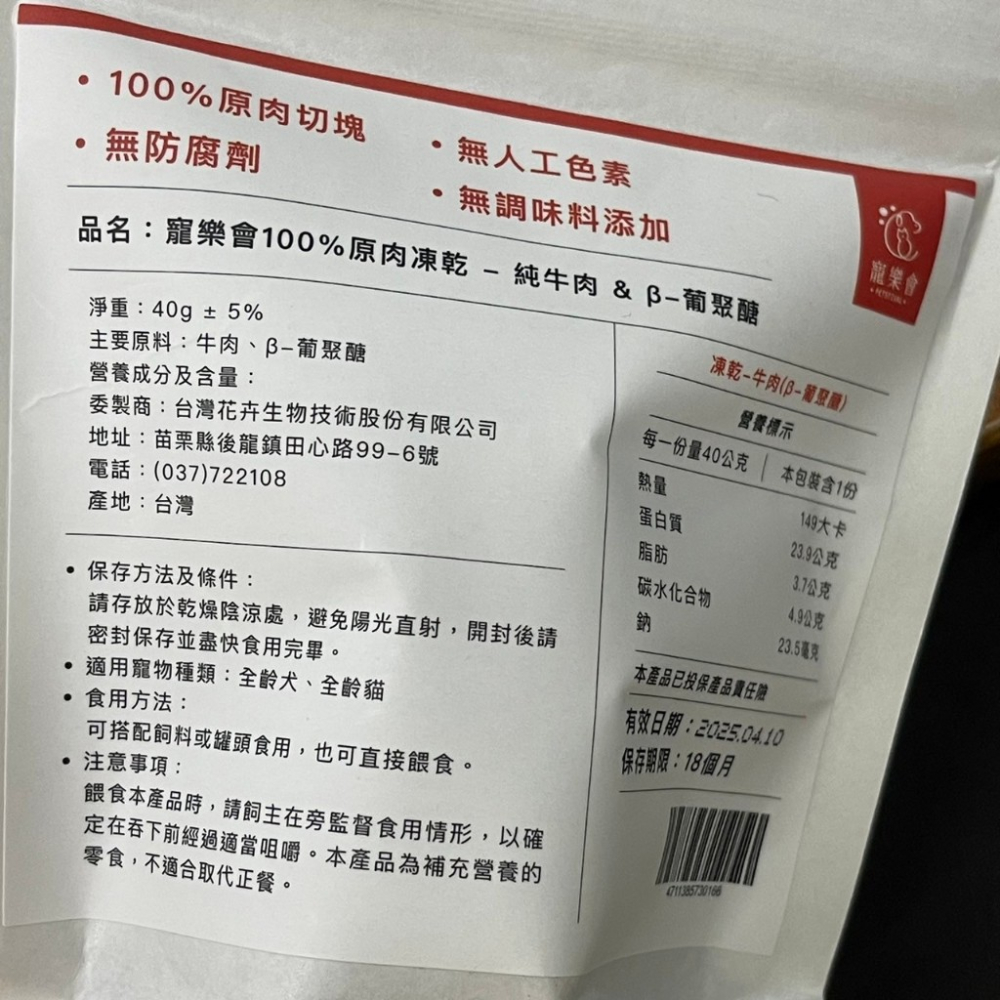 • 100%原肉切塊
• 無防腐劑
• 無人工色素
• 無調味料添加
寵樂會
品名：寵樂會100%原肉凍乾 – 純牛肉 & β–葡聚醣
淨重：40g ± 5%
主要原料：牛肉、β–葡聚醣
營養成分及含量：
委製商：台灣花卉生物技術股份有限公司
地址：苗栗縣後龍鎮田心路99–6號
電話：(037)722108
產地：台灣
• 保存方法及條件：
請存放於乾燥陰涼處，避免陽光直射，開封後請
密封保存並盡快食用完畢。
• 適用寵物種類：全齡犬、全齡貓
• 食用方法：
可搭配飼料或罐頭食用，也可直接餵食。
• 注意事項：
餵食本產品時，請飼主在旁監督食用情形，以確
定在吞下前經過適當咀嚼。本產品為補充營養的
零食，不適合取代正餐。
凍乾–牛肉(β–葡聚醣)
營養標示
每一份量40公克｜本包裝含1份
熱量 149大卡
蛋白質 23.9公克
脂肪 3.7公克
碳水化合物 4.9公克
鈉 23.5毫克
本產品已投保產品責任險
有效日期：2025.04.10
保存期限：18個月
4711385730166